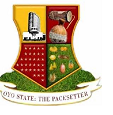 OYO STATE: THE PACESETTER